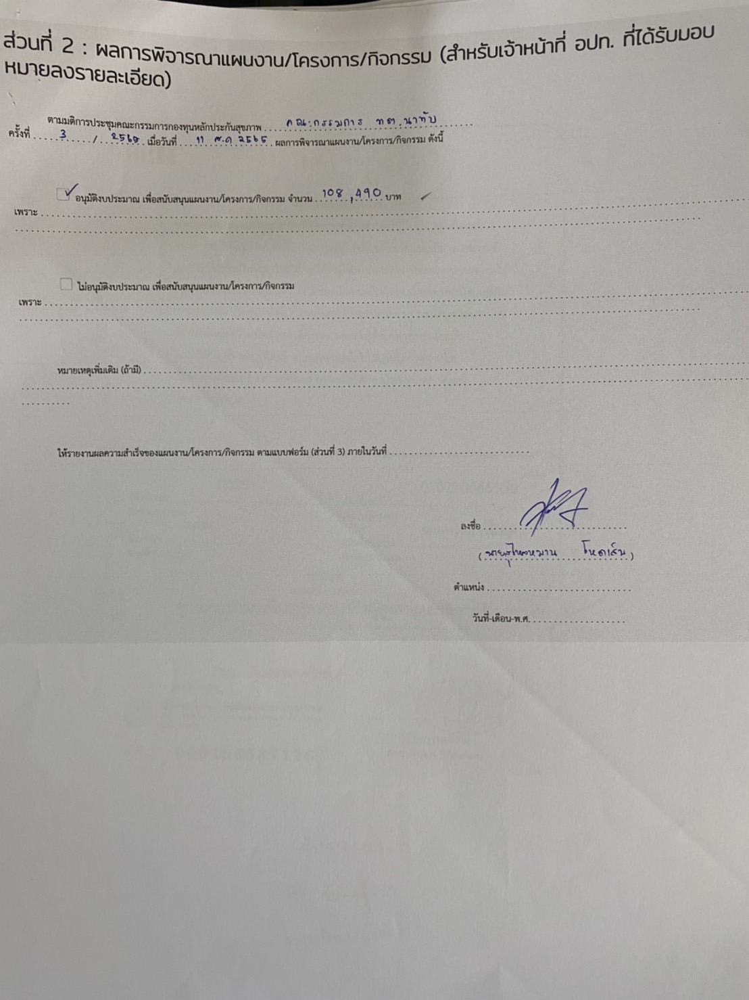 ส่วนที่ 2 : ผลการพิจารณาแผนงาน/โครงการ/กิจกรรม (สำหรับเจ้าหน้าที่ อปท. ที่ได้รับมอบ
หมายลงรายละเอียด)
ตามมติการประชุมคณะกรรมการกองทุนหลักประกันสุขภาพ คณะกรรมการ ทต.นาทับ
ครั้งที่ 3 / 2565 เมื่อวันที่ 11 ส.ค 2565 ผลการพิจารณาแผนงาน/โครงการ/กิจกรรม ดังนี้
✓ อนุมัติงบประมาณ เพื่อสนับสนุนแผนงาน/โครงการ/กิจกรรม จำนวน 108,490 บาท
เพราะ
ไม่อนุมัติงบประมาณ เพื่อสนับสนุนแผนงาน/โครงการ/กิจกรรม
เพราะ
หมายเหตุเพิ่มเติม (ถ้ามี)
ให้รายงานผลความสำเร็จของแผนงาน/โครงการ/กิจกรรม ตามแบบฟอร์ม (ส่วนที่ 3) ภายในวันที่
ลงชื่อ
(นายสุไหลหมาน โหดเส็น)
ตำแหน่ง
วันที่-เดือน-พ.ศ.